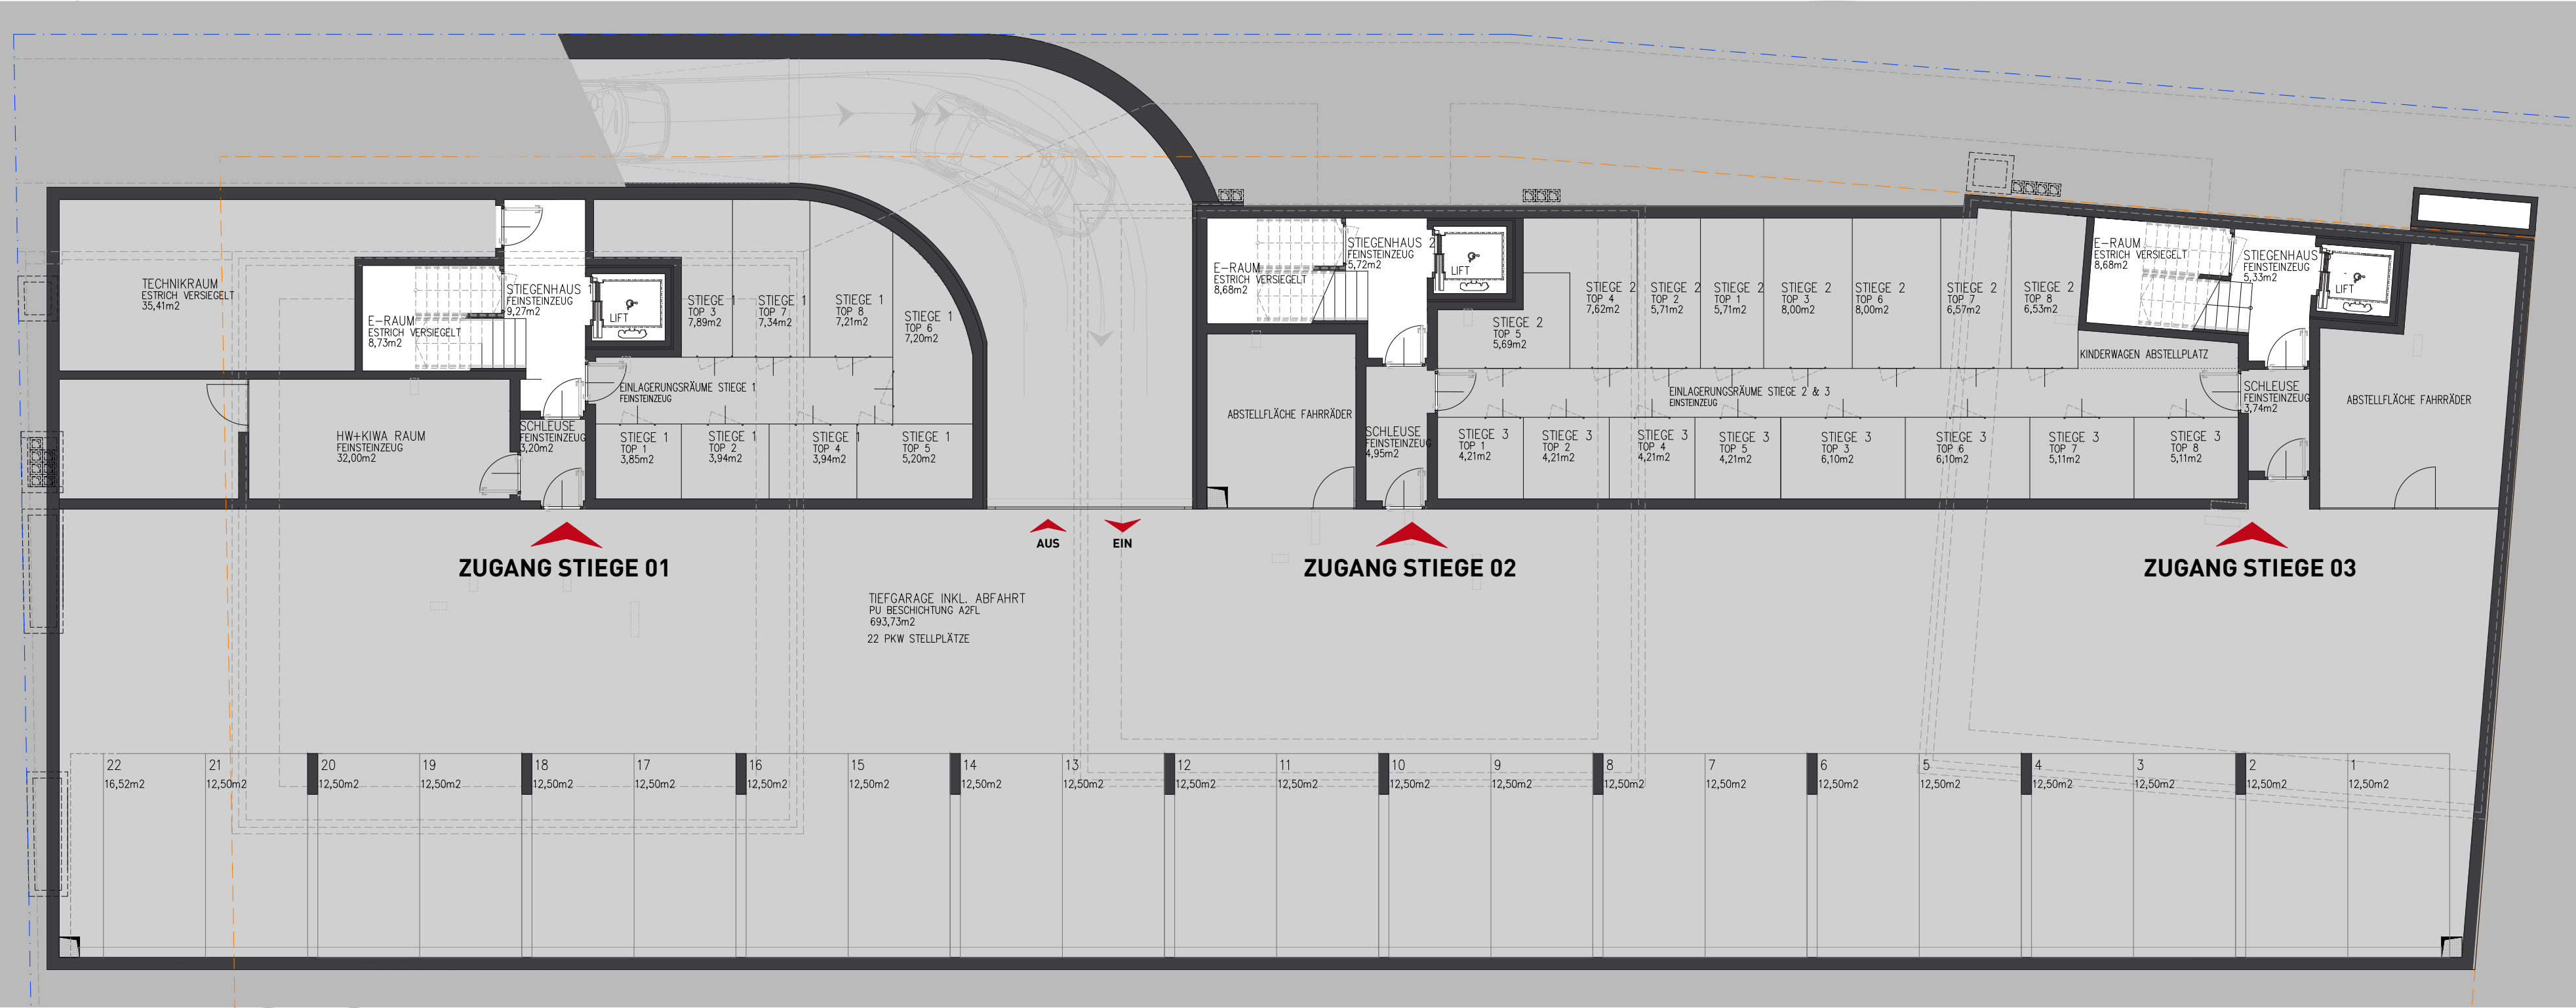 TECHNIKRAUM
ESTRICH VERSIEGELT
35,41m2
E-RAUM
ESTRICH VERSIEGELT
8,73m2
STIEGENHAUS 1
FEINSTEINZEUG
9,27m2
LIFT
STIEGE 1
TOP 3
7,89m2
STIEGE 1
TOP 7
7,34m2
STIEGE 1
TOP 8
7,21m2
STIEGE 1
TOP 6
7,20m2
EINLAGERUNGSRÄUME STIEGE 1
FEINSTEINZEUG
HW+KIWA RAUM
FEINSTEINZEUG
32,00m2
SCHLEUSE
FEINSTEINZEUG
3,20m2
STIEGE 1
TOP 1
3,85m2
STIEGE 1
TOP 2
3,94m2
STIEGE 1
TOP 4
3,94m2
STIEGE 1
TOP 5
5,20m2
E-RAUM
ESTRICH VERSIEGELT
8,68m2
STIEGENHAUS 2
FEINSTEINZEUG
5,72m2
LIFT
STIEGE 2
TOP 5
5,69m2
STIEGE 2
TOP 4
7,62m2
STIEGE 2
TOP 2
5,71m2
STIEGE 2
TOP 1
5,71m2
STIEGE 2
TOP 3
8,00m2
STIEGE 2
TOP 6
8,00m2
STIEGE 2
TOP 7
6,57m2
STIEGE 2
TOP 8
6,53m2
E-RAUM
ESTRICH VERSIEGELT
8,68m2
STIEGENHAUS
FEINSTEINZEUG
5,33m2
LIFT
KINDERWAGEN ABSTELLPLATZ
EINLAGERUNGSRÄUME STIEGE 2 & 3
EINSTEINZEUG
ABSTELLFLÄCHE FAHRRÄDER
SCHLEUSE
FEINSTEINZEUG
4,95m2
STIEGE 3
TOP 1
4,21m2
STIEGE 3
TOP 2
4,21m2
STIEGE 3
TOP 4
4,21m2
STIEGE 3
TOP 5
4,21m2
STIEGE 3
TOP 3
6,10m2
STIEGE 3
TOP 6
6,10m2
STIEGE 3
TOP 7
5,11m2
STIEGE 3
TOP 8
5,11m2
SCHLEUSE
FEINSTEINZEUG
3,74m2
ABSTELLFLÄCHE FAHRRÄDER
ZUGANG STIEGE 01
AUS
EIN
ZUGANG STIEGE 02
ZUGANG STIEGE 03
TIEFGARAGE INKL. ABFAHRT
PU BESCHICHTUNG A2FL
693,73m2
22 PKW STELLPLÄTZE
22 21 20 19 18 17 16 15 14 13 12 11 10 9 8 7 6 5 4 3 2 1
16,52m2 12,50m2 12,50m2 12,50m2 12,50m2 12,50m2 12,50m2 12,50m2 12,50m2 12,50m2 12,50m2 12,50m2 12,50m2 12,50m2 12,50m2 12,50m2 12,50m2 12,50m2 12,50m2 12,50m2 12,50m2 12,50m2